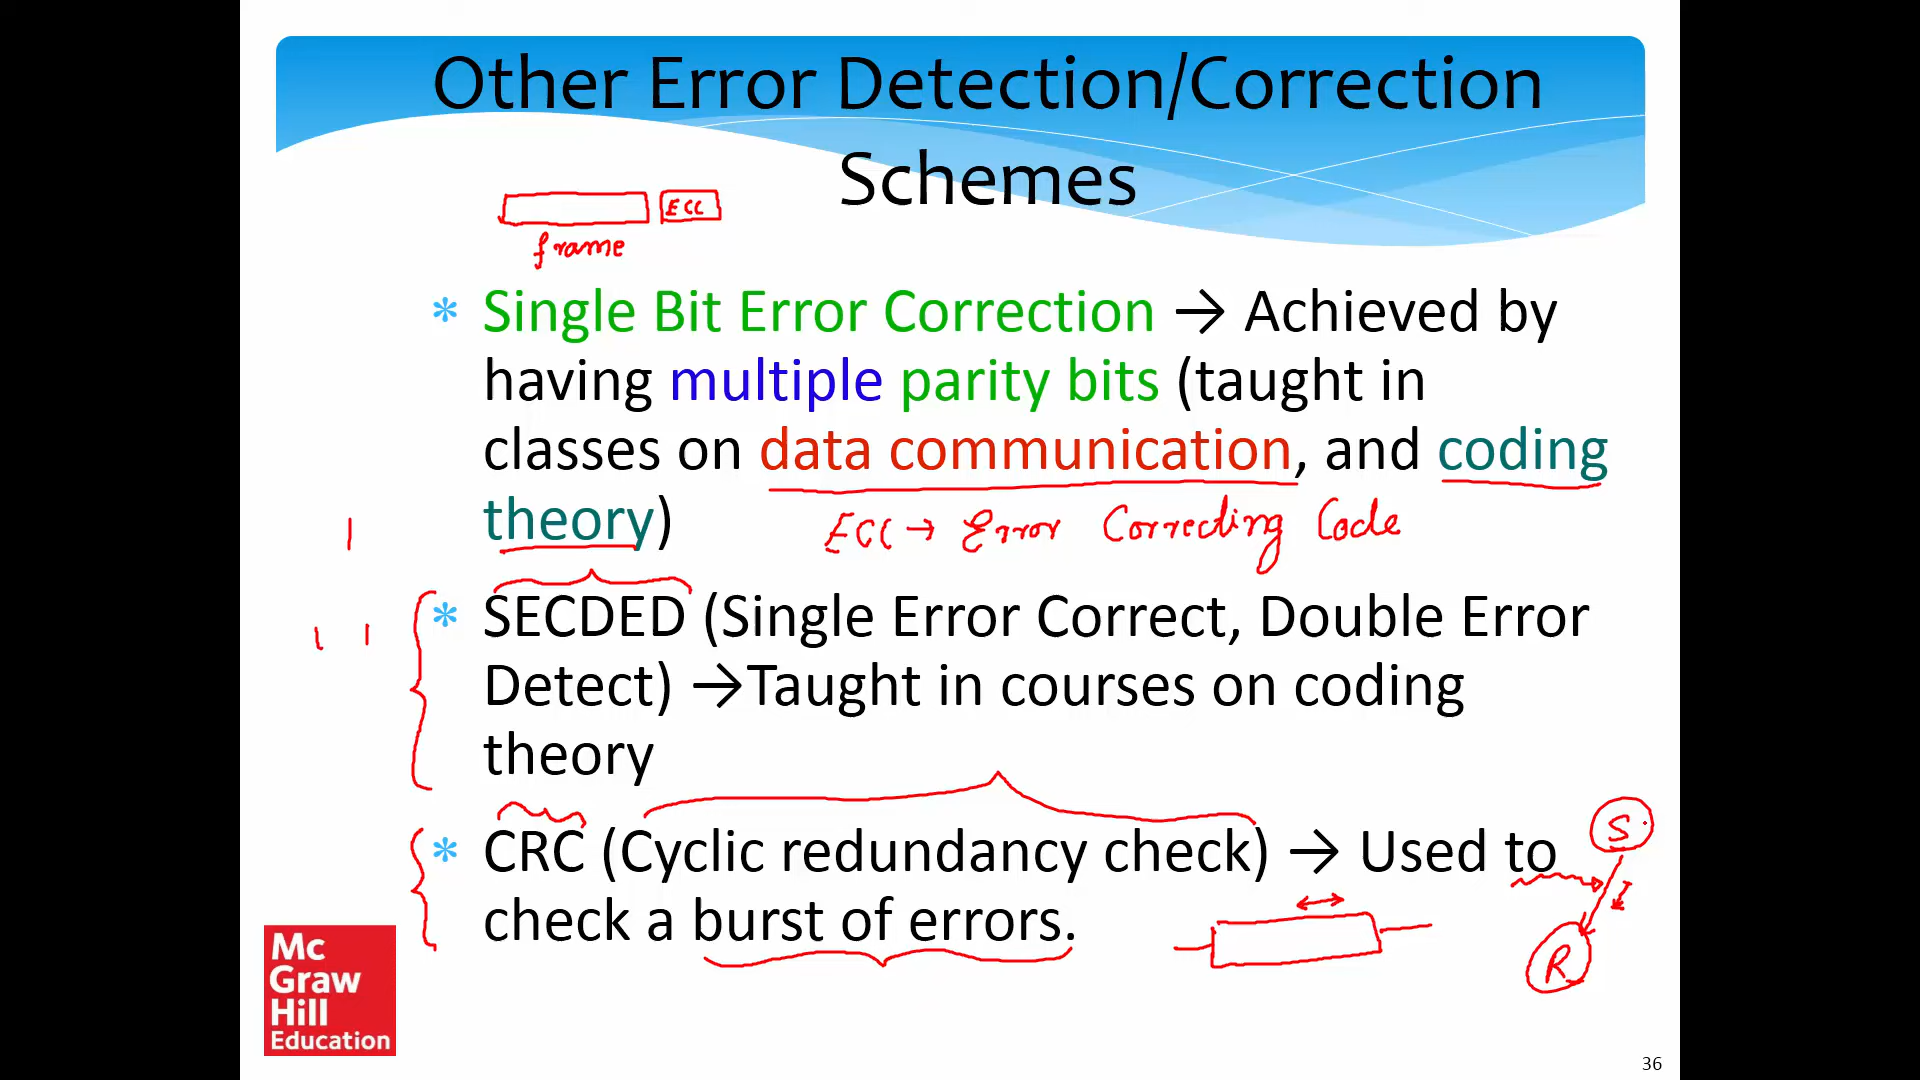 Other Error Detection/Correction
Schemes
ECC
frame
* Single Bit Error Correction → Achieved by
having multiple parity bits (taught in
classes on data communication, and coding
theory)
ECC → Error Correcting Code
1
* SECDED (Single Error Correct, Double Error
1 1
Detect) →Taught in courses on coding
theory
* CRC (Cyclic redundancy check) → Used to
S
check a burst of errors.
R
Mc
Graw
Hill
Education
36